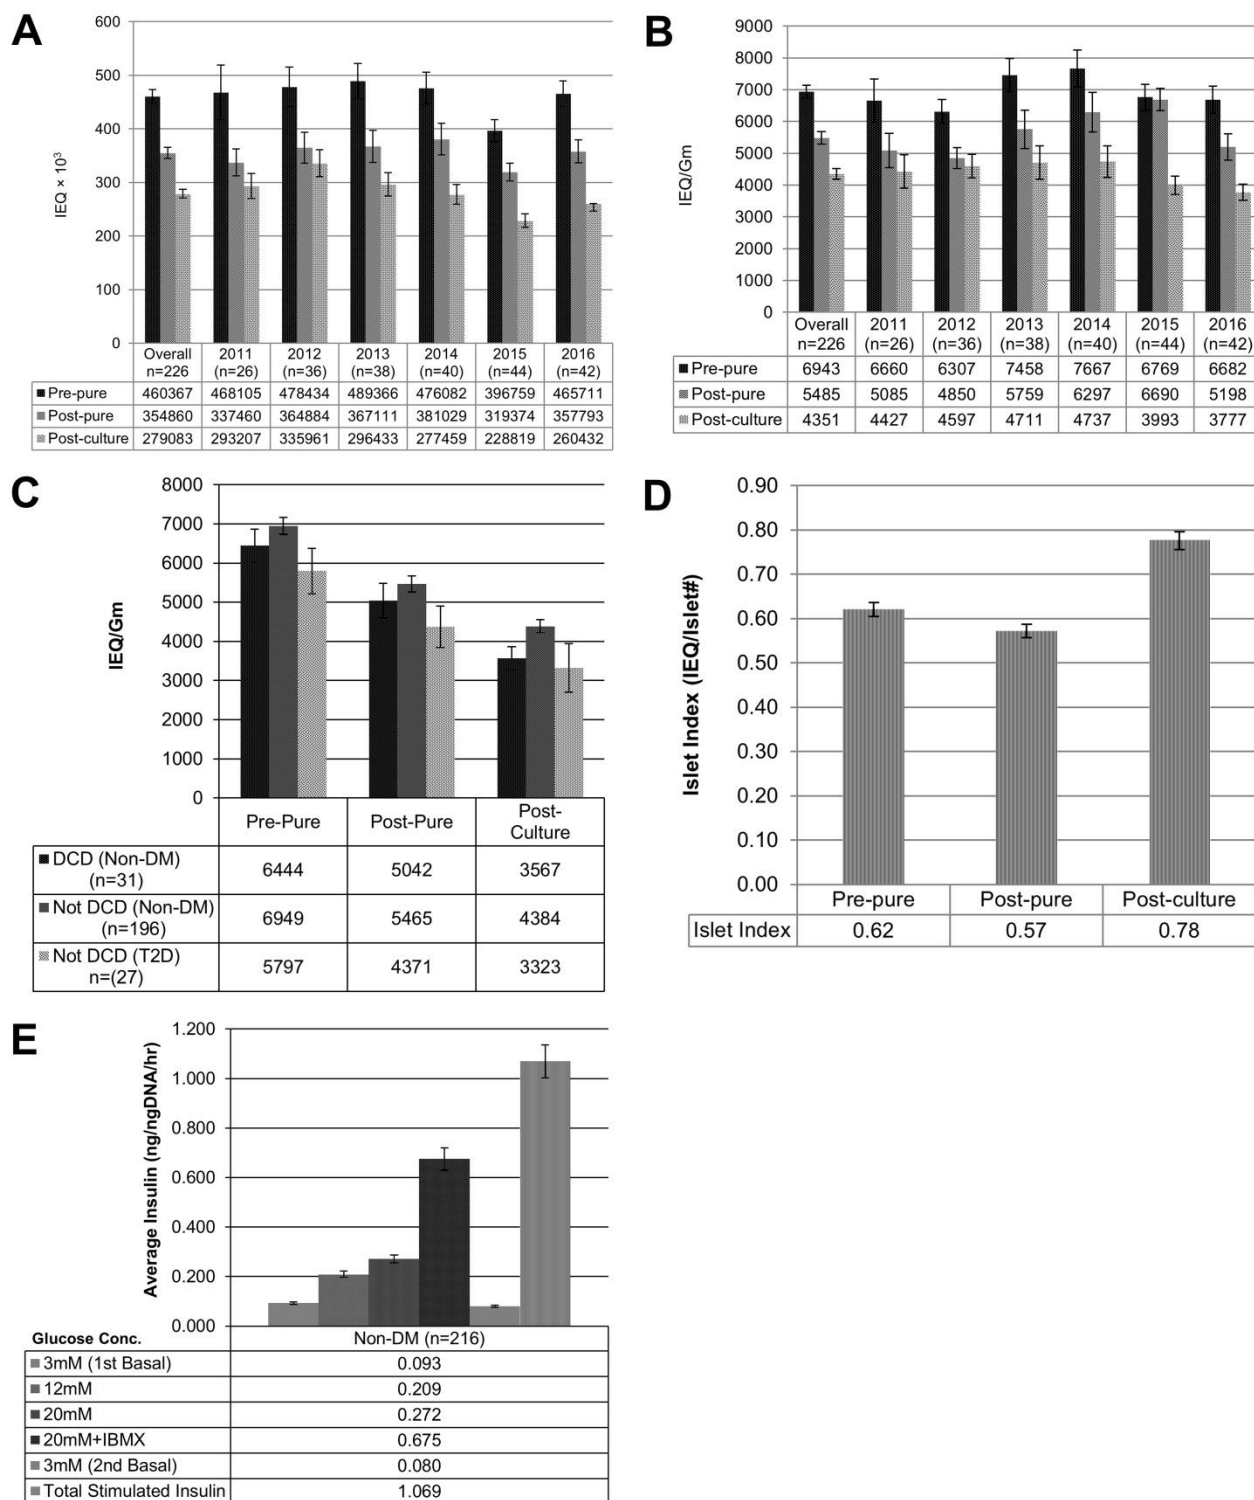 A
600
500
400
300
200
100
0
IEQ × 10³
Overall 2011 2012 2013 2014 2015 2016
n=226 (n=26) (n=36) (n=38) (n=40) (n=44) (n=42)
Pre-pure 460367 468105 478434 489366 476082 396759 465711
Post-pure 354860 337460 364884 367111 381029 319374 357793
Post-culture 279083 293207 335961 296433 277459 228819 260432
B
9000
8000
7000
6000
5000
4000
3000
2000
1000
0
IEQ/Gm
Overall 2011 2012 2013 2014 2015 2016
n=226 (n=26) (n=36) (n=38) (n=40) (n=44) (n=42)
Pre-pure 6943 6660 6307 7458 7667 6769 6682
Post-pure 5485 5085 4850 5759 6297 6690 5198
Post-culture 4351 4427 4597 4711 4737 3993 3777
C
8000
7000
6000
5000
4000
3000
2000
1000
0
IEQ/Gm
Pre-Pure Post-Pure Post-
Culture
DCD (Non-DM)
(n=31) 6444 5042 3567
Not DCD (Non-DM)
(n=196) 6949 5465 4384
Not DCD (T2D)
n=(27) 5797 4371 3323
D
0.90
0.80
0.70
0.60
0.50
0.40
0.30
0.20
0.10
0.00
Islet Index (IEQ/Islet#)
Pre-pure Post-pure Post-culture
Islet Index 0.62 0.57 0.78
E
1.200
1.000
0.800
0.600
0.400
0.200
0.000
Average Insulin (ng/ngDNA/hr)
Glucose Conc. Non-DM (n=216)
3mM (1st Basal) 0.093
12mM 0.209
20mM 0.272
20mM+IBMX 0.675
3mM (2nd Basal) 0.080
Total Stimulated Insulin 1.069